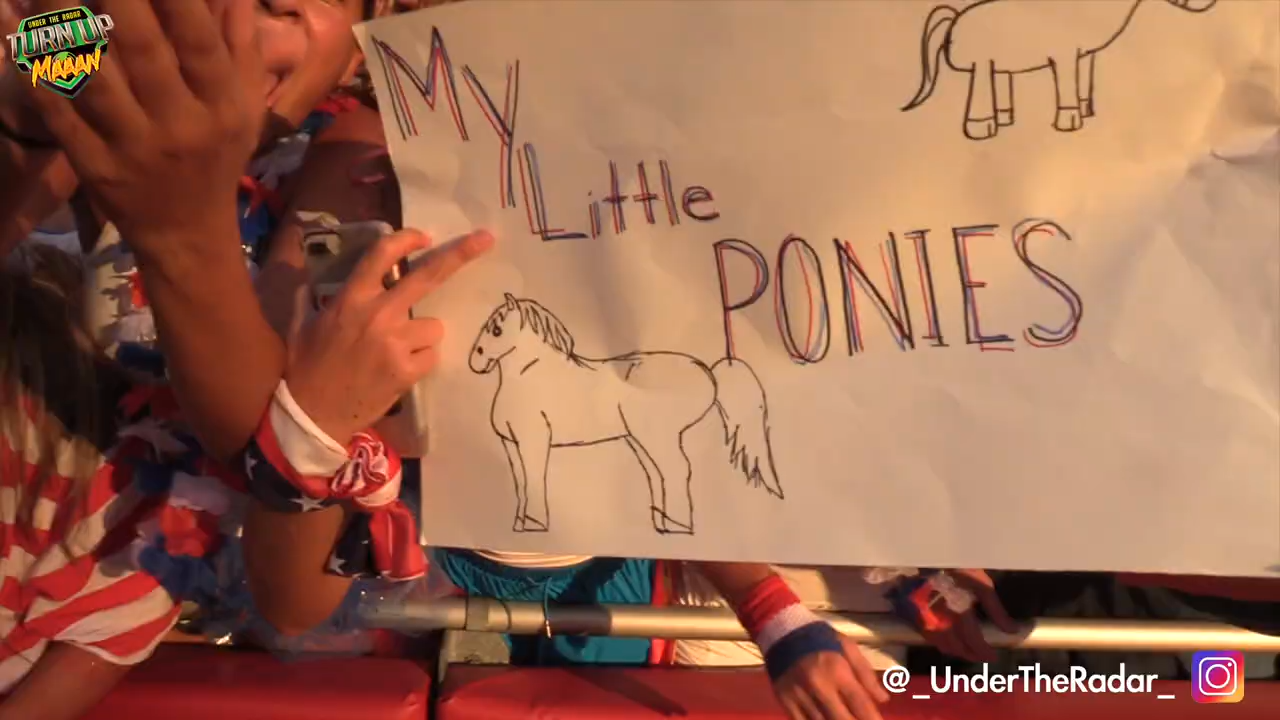 UNDER THE RADAR
TURN UP
MAAAN
My
Little
PONIES
@_UnderTheRadar_